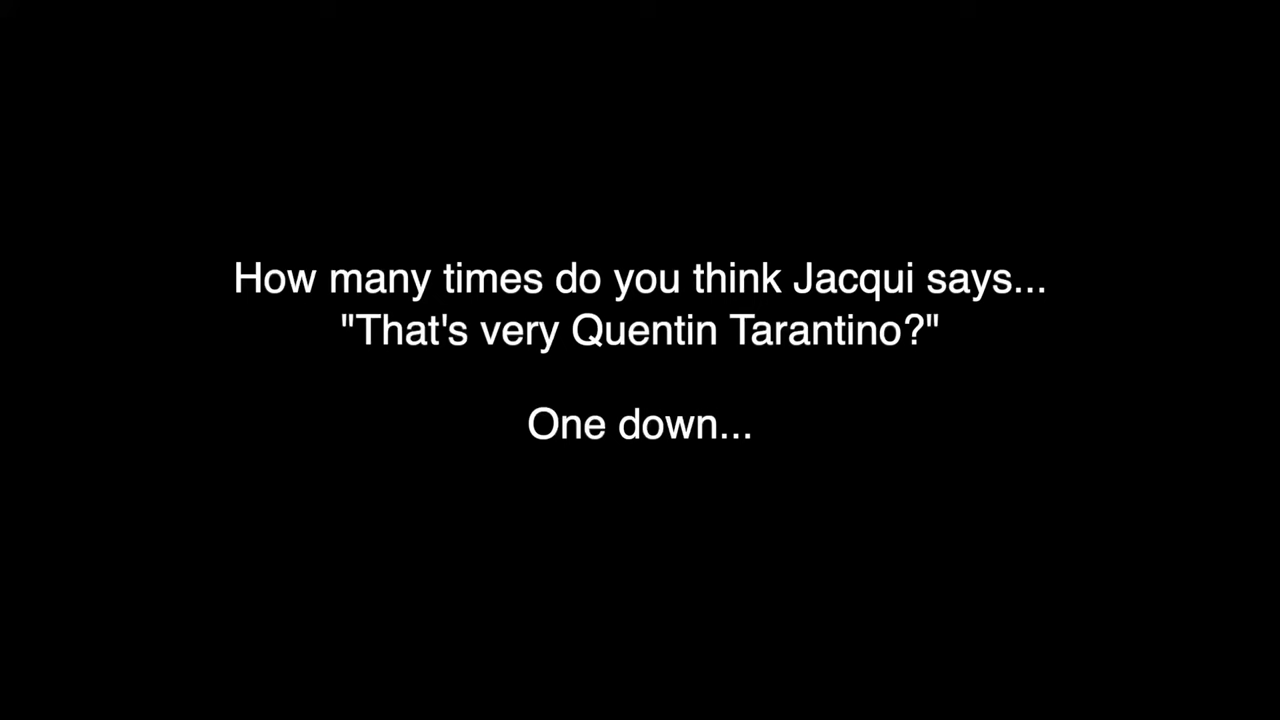 How many times do you think Jacqui says...
"That's very Quentin Tarantino?"
One down...